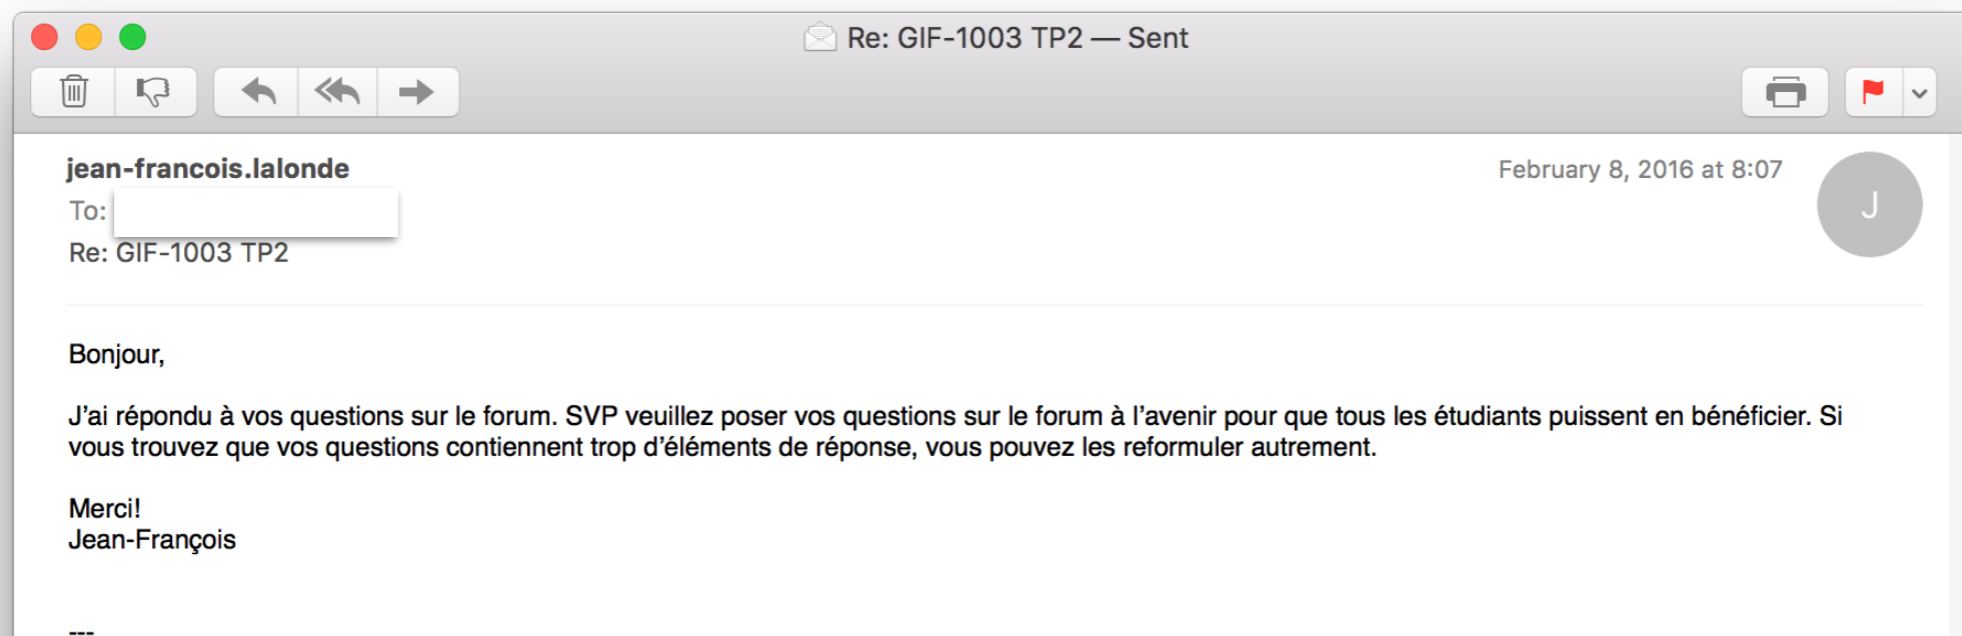 Re: GIF-1003 TP2 — Sent
jean-francois.lalonde
February 8, 2016 at 8:07
J
To:
Re: GIF-1003 TP2
Bonjour,
J’ai répondu à vos questions sur le forum. SVP veuillez poser vos questions sur le forum à l’avenir pour que tous les étudiants puissent en bénéficier. Si
vous trouvez que vos questions contiennent trop d’éléments de réponse, vous pouvez les reformuler autrement.
Merci!
Jean-François
---